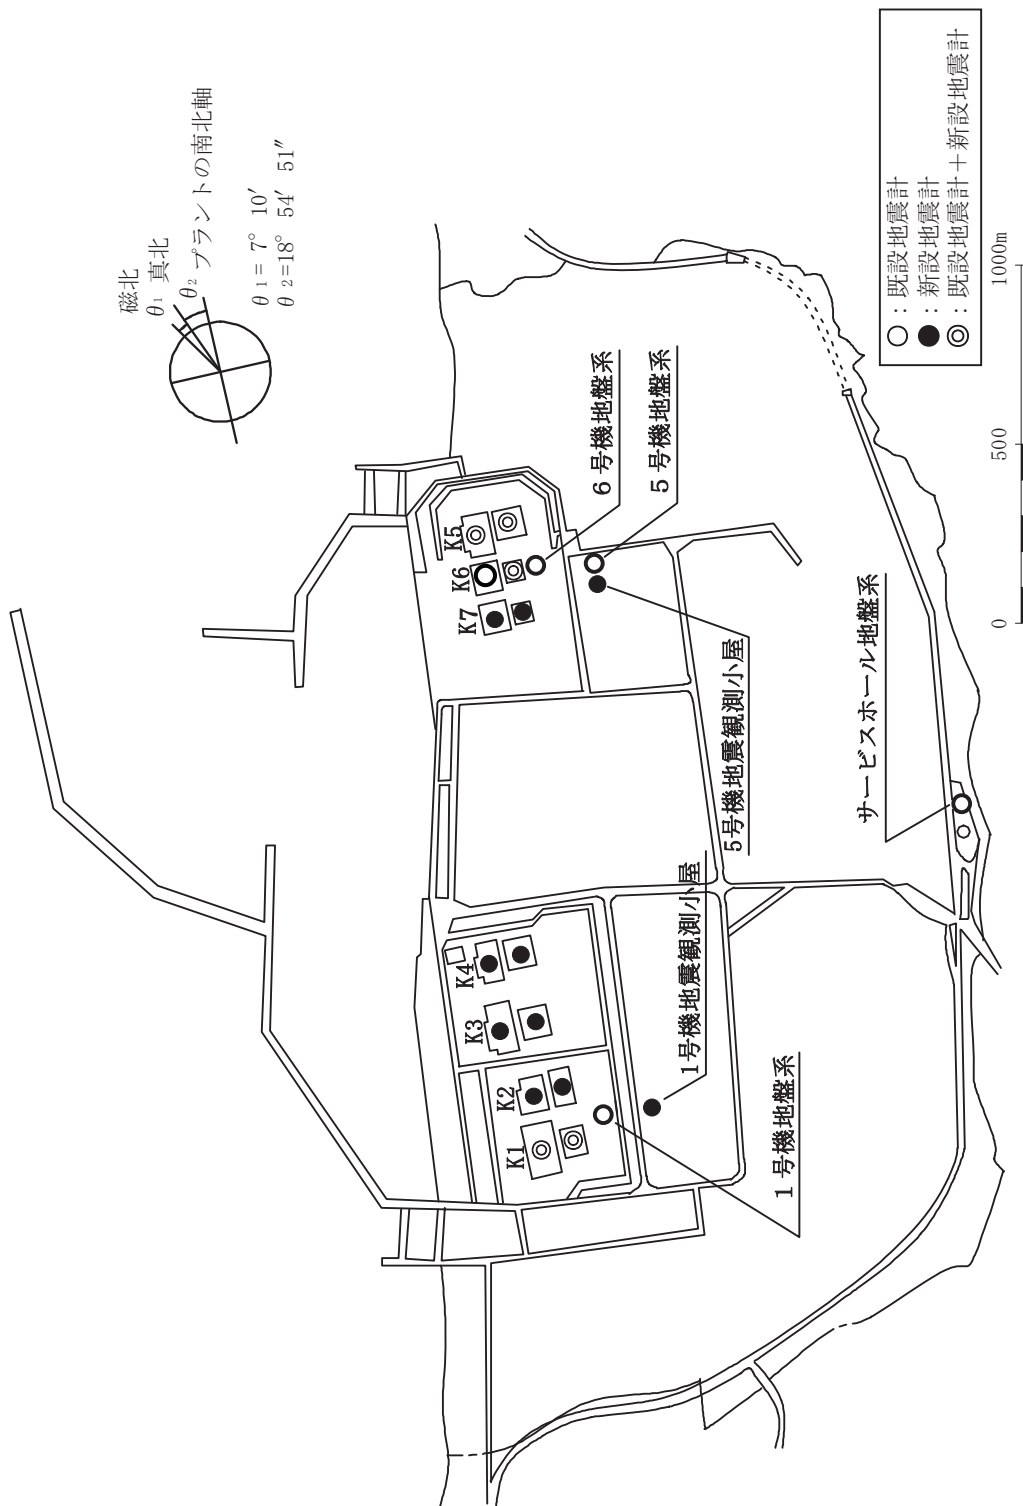 磁北
θ₁ 真北
θ₂ プラントの南北軸
θ₁= 7° 10′
θ₂=18° 54′ 51″
K1
K2
K3
K4
K7
K6
K5
6号機地盤系
5号機地盤系
5号機地震観測小屋
1号機地震観測小屋
1号機地盤系
サービスホール地盤系
○：既設地震計
●：新設地震計
◎：既設地震計＋新設地震計
0 500 1000m